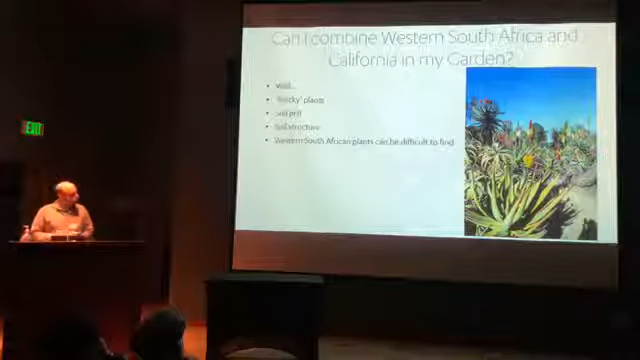 EXIT
Can I combine Western South Africa and
California in my Garden?
• Well...
• 'Tricky' plants
• Soil pH
• Soil structure
• Western South African plants can be difficult to find